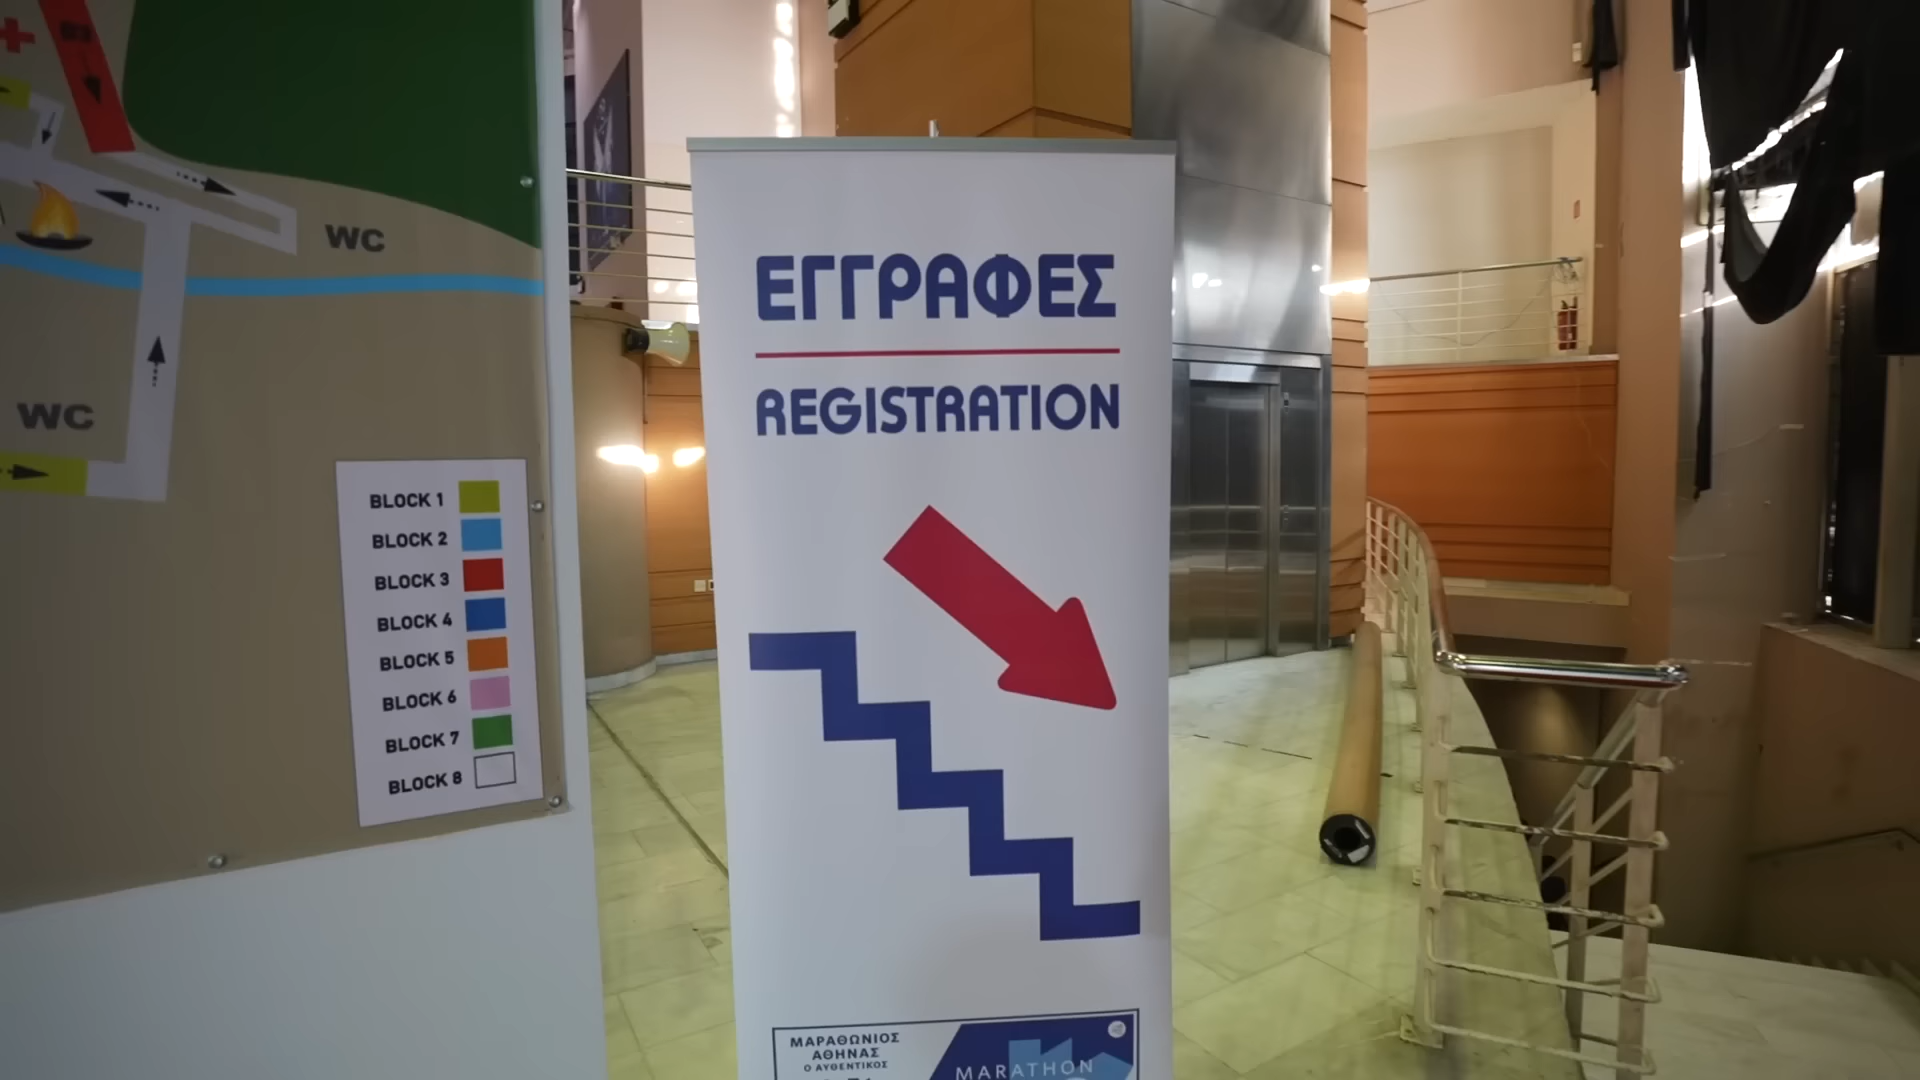 WC
WC
BLOCK 1
BLOCK 2
BLOCK 3
BLOCK 4
BLOCK 5
BLOCK 6
BLOCK 7
BLOCK 8
ΕΓΓΡΑΦΕΣ
REGISTRATION
ΜΑΡΑΘΩΝΙΟΣ
ΑΘΗΝΑΣ
Ο ΑΥΘΕΝΤΙΚΟΣ
MARATHON